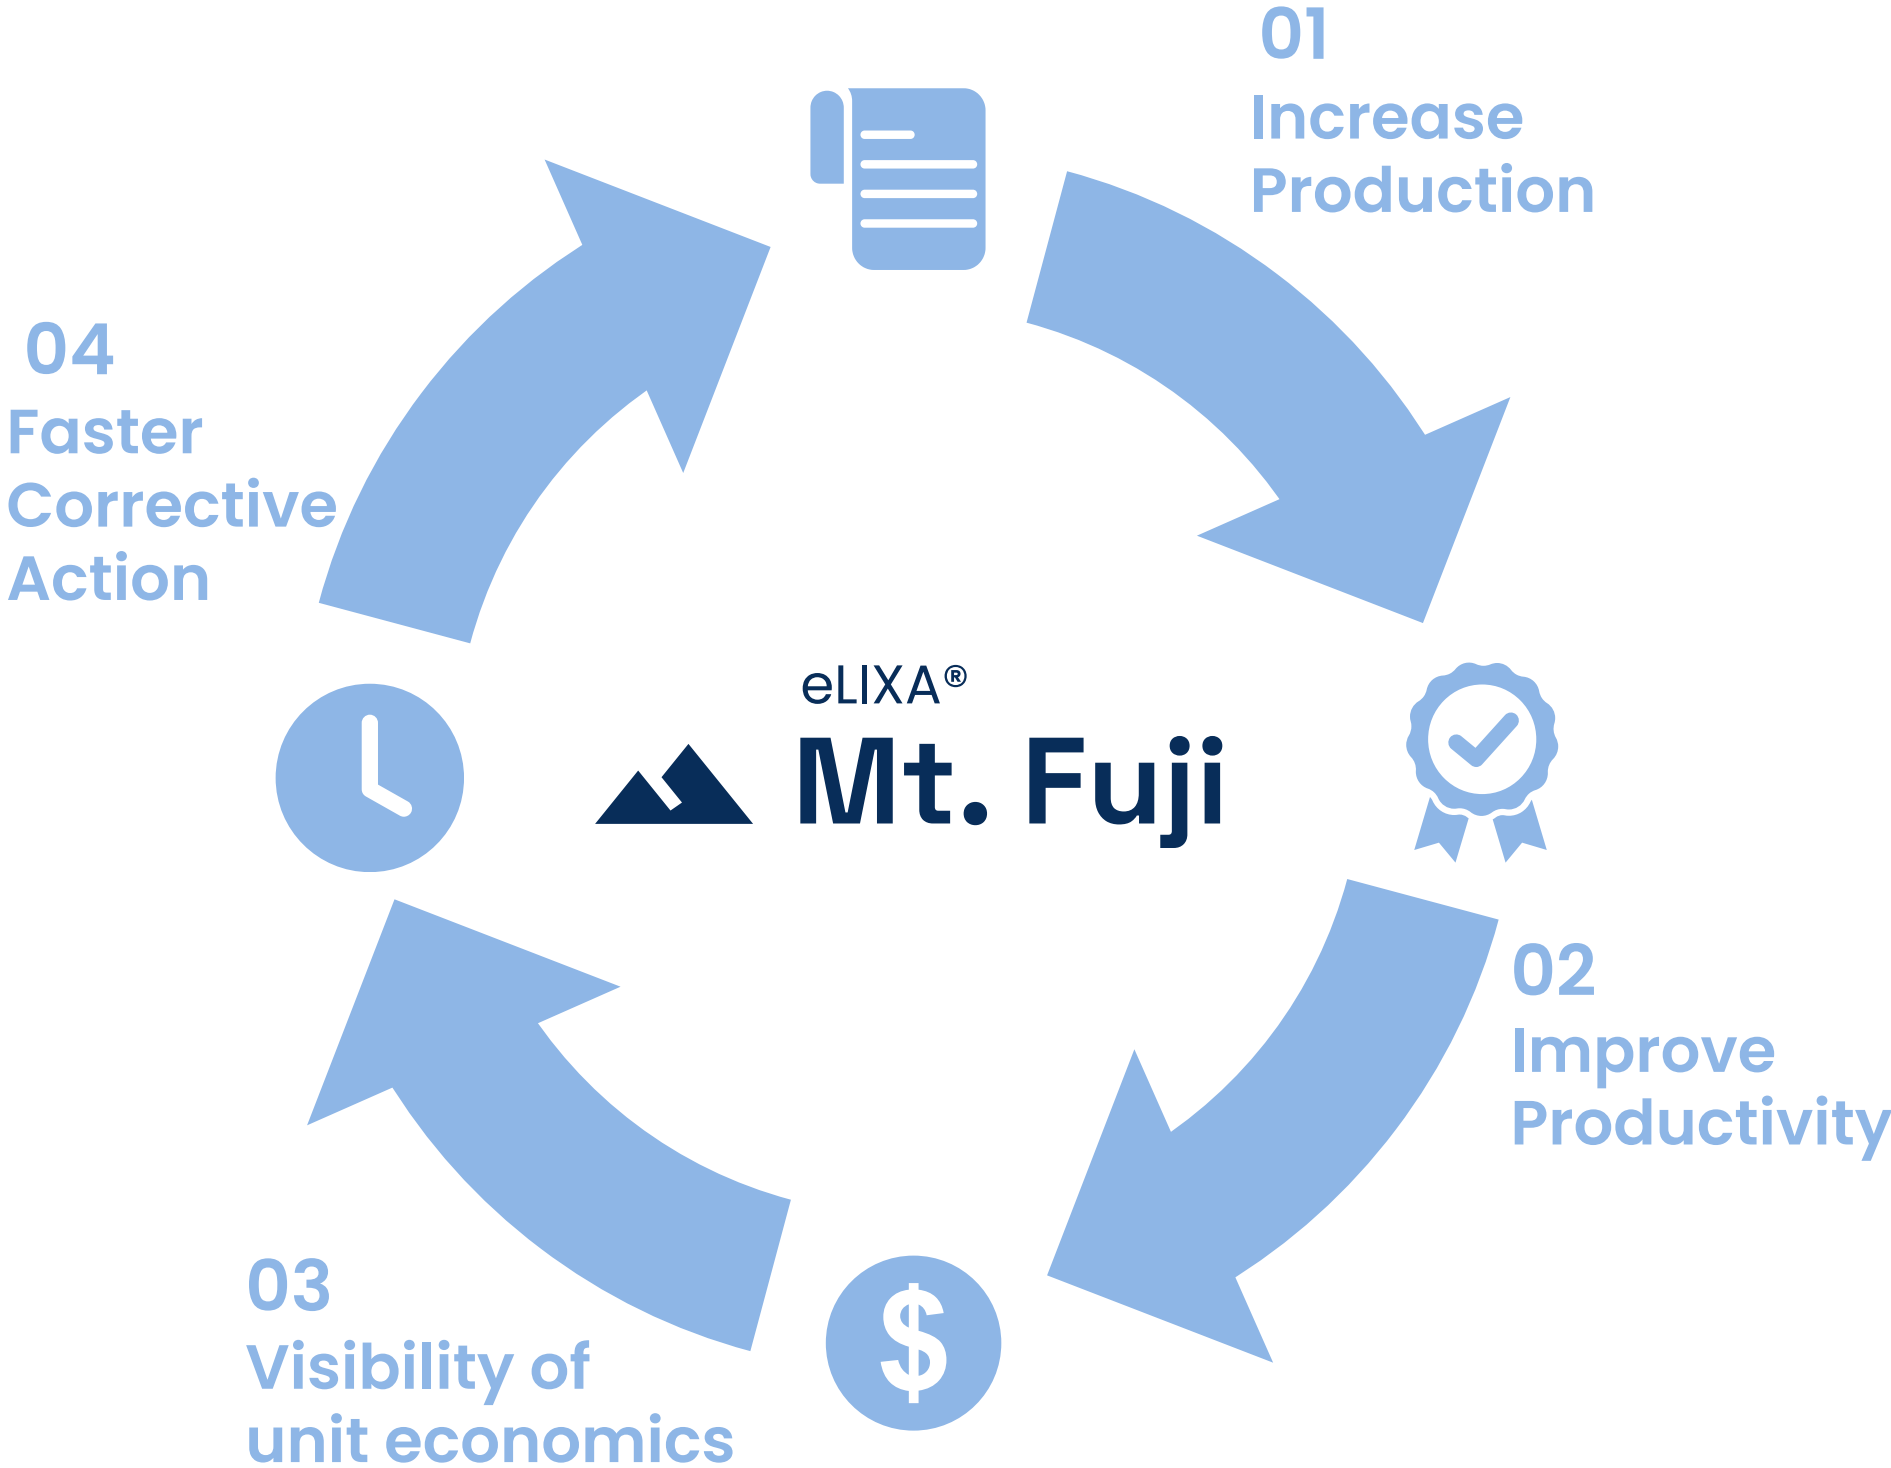 01
Increase
Production
04
Faster
Corrective
Action
eLIXA®
Mt. Fuji
02
Improve
Productivity
03
Visibility of
unit economics
$